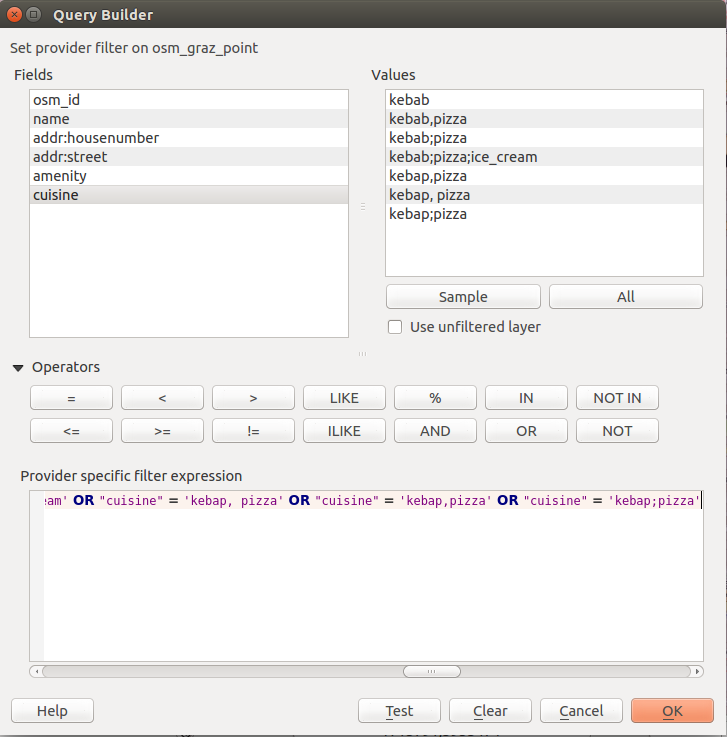 Query Builder
Set provider filter on osm_graz_point
Fields
Values
osm_id
name
addr:housenumber
addr:street
amenity
cuisine
kebab
kebab,pizza
kebab;pizza
kebab;pizza;ice_cream
kebap,pizza
kebap, pizza
kebap;pizza
Sample
All
Use unfiltered layer
Operators
= < > LIKE % IN NOT IN
<= >= != ILIKE AND OR NOT
Provider specific filter expression
eam' OR "cuisine" = 'kebap, pizza' OR "cuisine" = 'kebap,pizza' OR "cuisine" = 'kebap;pizza'
Help
Test
Clear
Cancel
OK